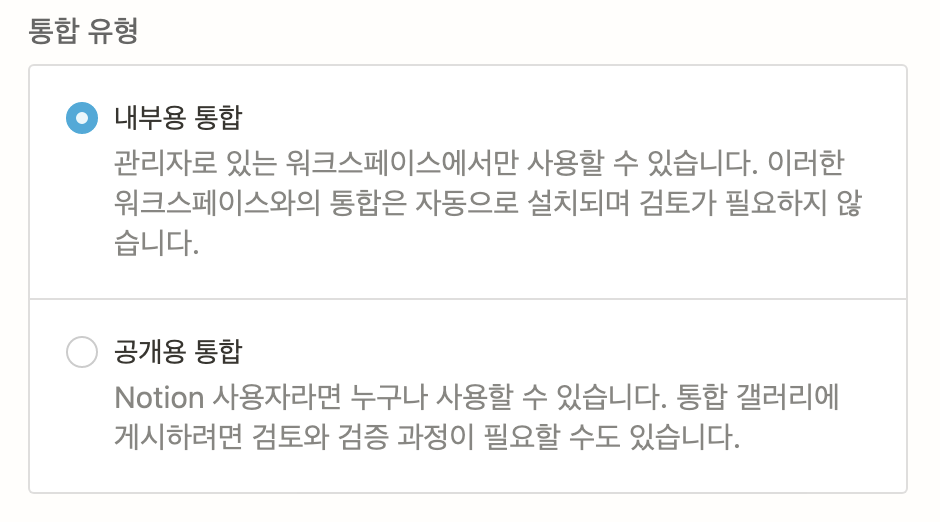 통합 유형
내부용 통합
관리자로 있는 워크스페이스에서만 사용할 수 있습니다. 이러한
워크스페이스와의 통합은 자동으로 설치되며 검토가 필요하지 않
습니다.
공개용 통합
Notion 사용자라면 누구나 사용할 수 있습니다. 통합 갤러리에
게시하려면 검토와 검증 과정이 필요할 수도 있습니다.